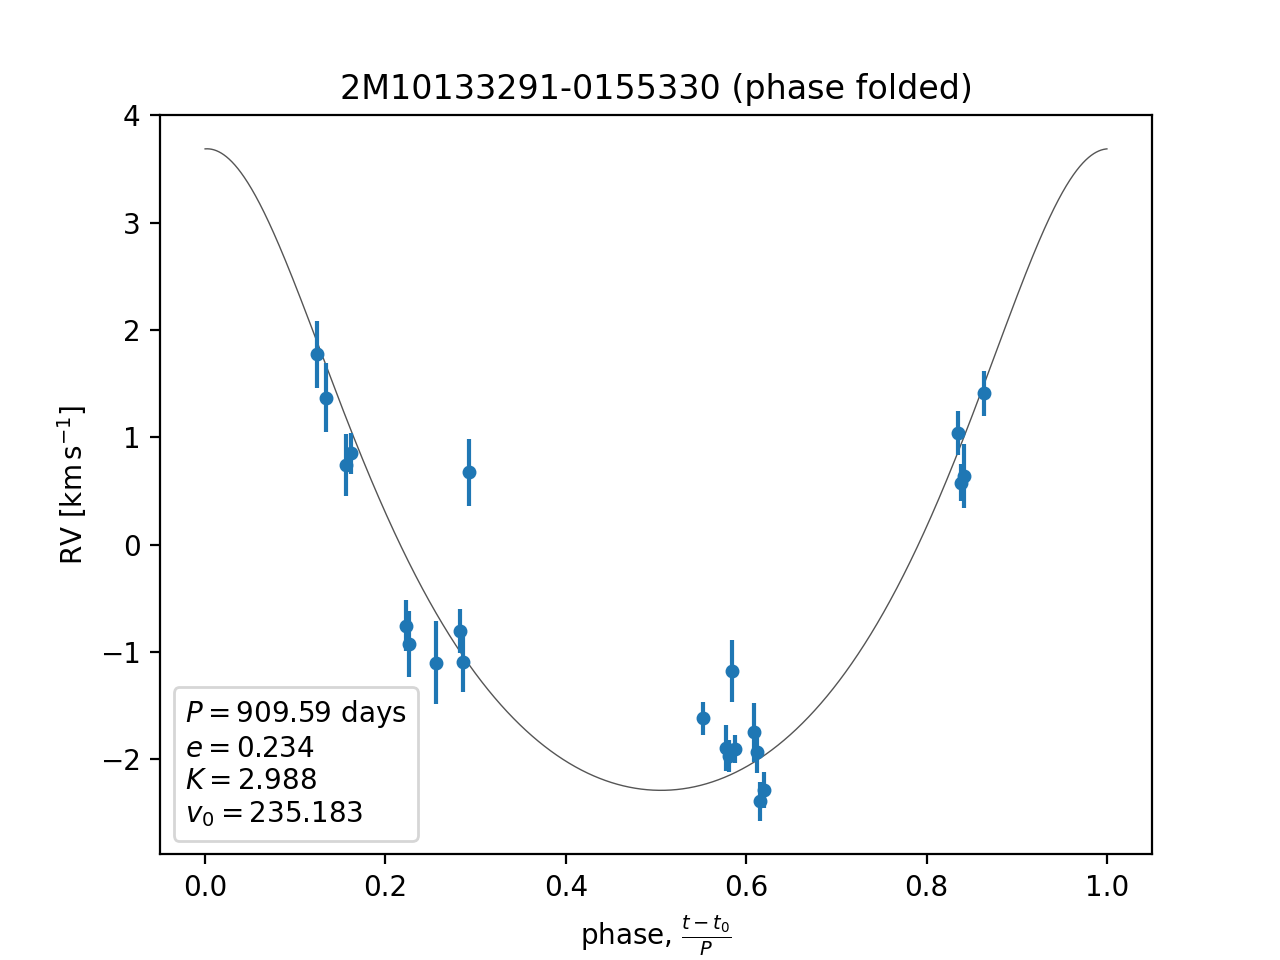 2M10133291-0155330 (phase folded)
4
3
2
1
0
−1
−2
RV [km s⁻¹]
P = 909.59 days
e = 0.234
K = 2.988
v₀ = 235.183
0.0 0.2 0.4 0.6 0.8 1.0
phase, (t − t₀)/P